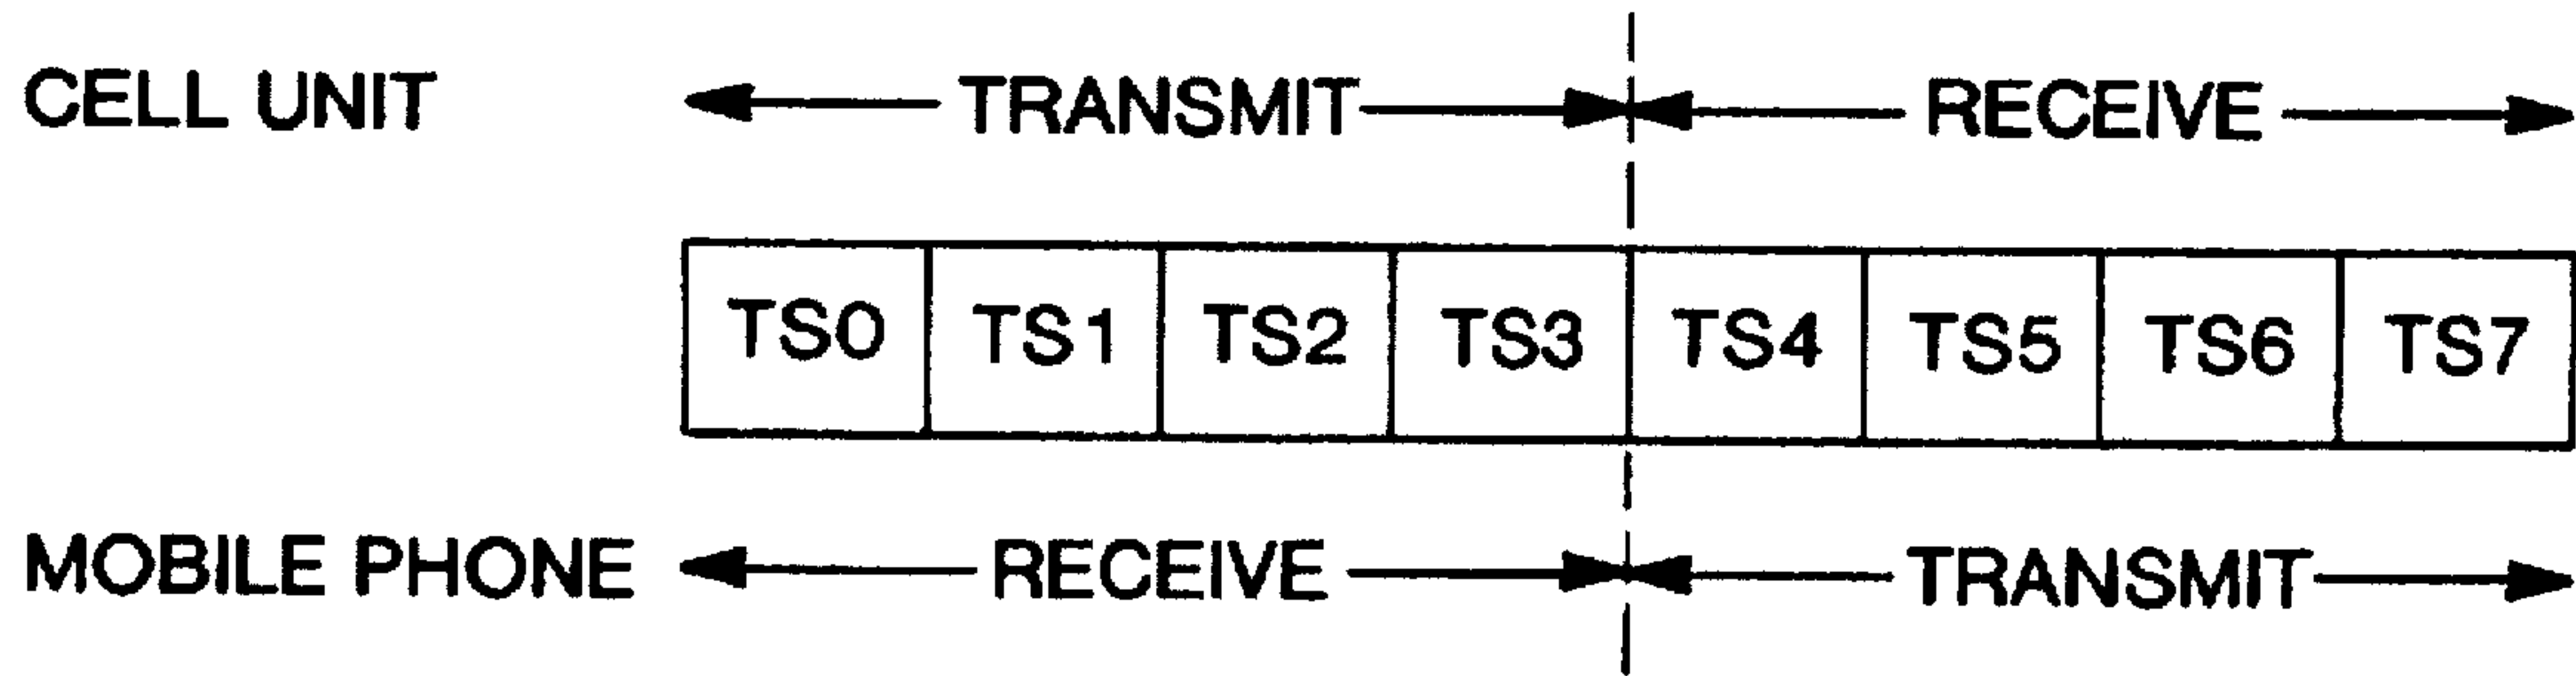 CELL UNIT TRANSMIT RECEIVE
TS0 TS1 TS2 TS3 TS4 TS5 TS6 TS7
MOBILE PHONE RECEIVE TRANSMIT